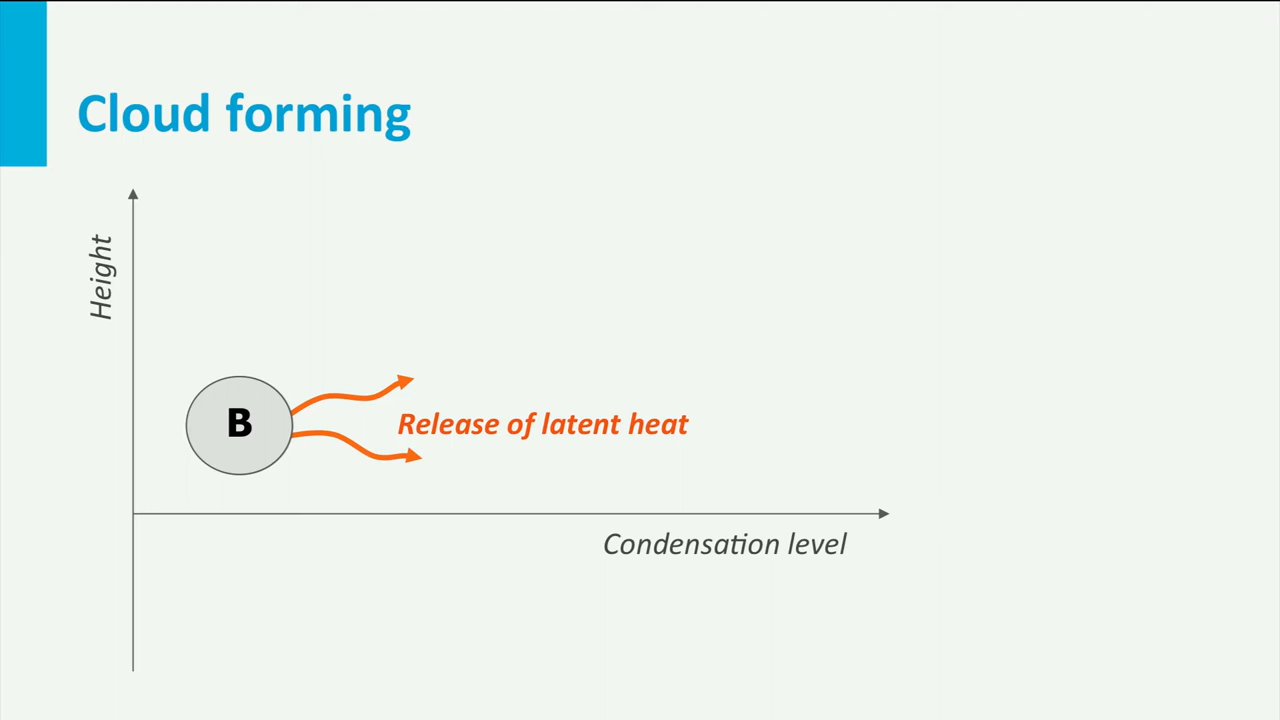 Cloud forming
Height
B
Release of latent heat
Condensation level